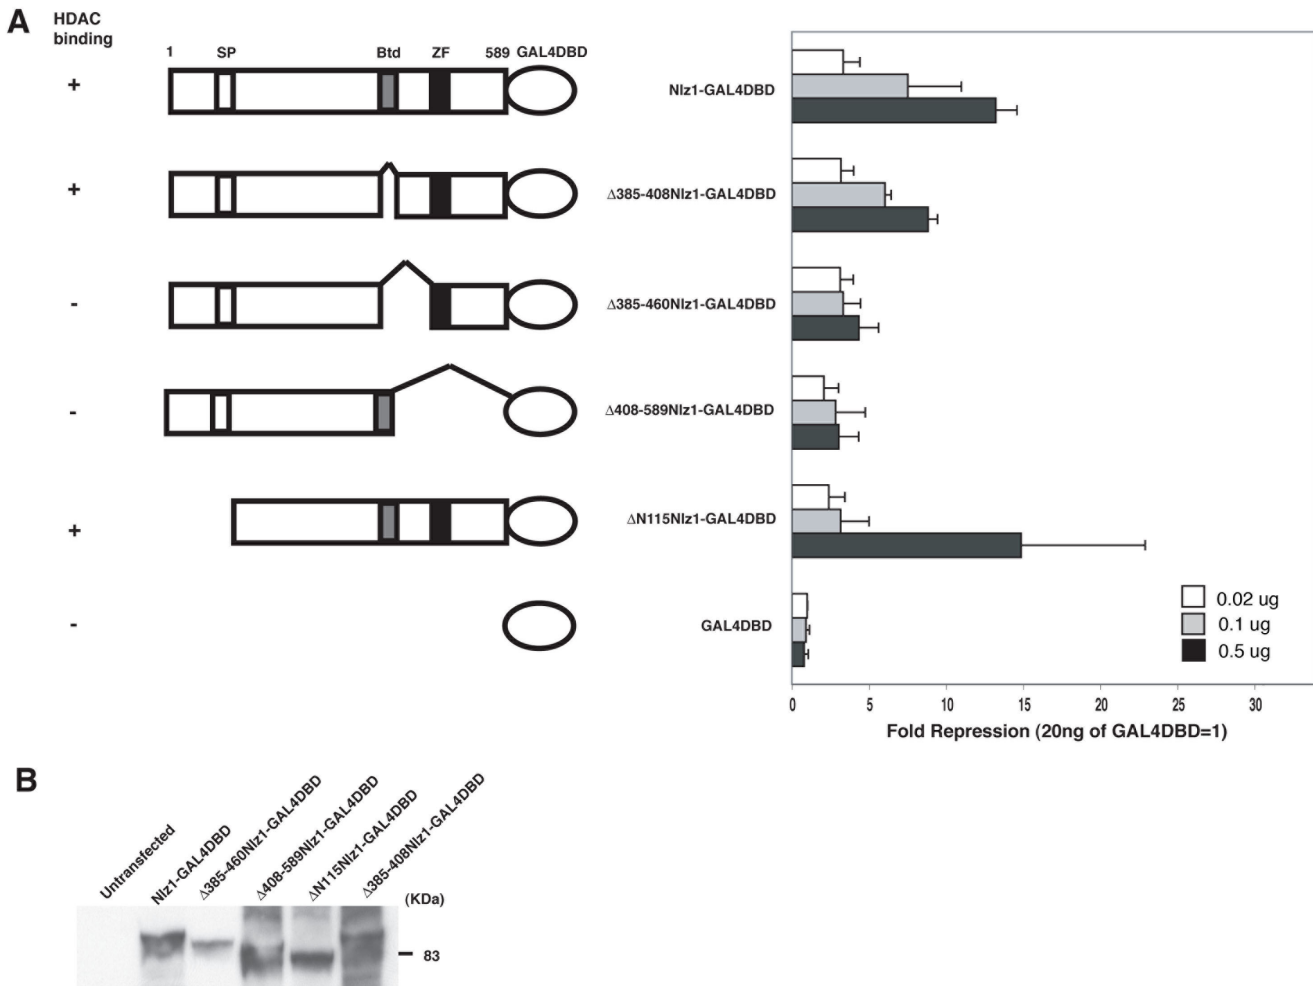 A
HDAC
binding
1 SP Btd ZF 589 GAL4DBD
+
Nlz1-GAL4DBD
+
Δ385-408Nlz1-GAL4DBD
-
Δ385-460Nlz1-GAL4DBD
-
Δ408-589Nlz1-GAL4DBD
+
ΔN115Nlz1-GAL4DBD
-
GAL4DBD
0.02 ug
0.1 ug
0.5 ug
0 5 10 15 20 25 30
Fold Repression (20ng of GAL4DBD=1)
B
Untransfected
Nlz1-GAL4DBD
Δ385-460Nlz1-GAL4DBD
Δ408-589Nlz1-GAL4DBD
ΔN115Nlz1-GAL4DBD
Δ385-408Nlz1-GAL4DBD
(KDa)
83